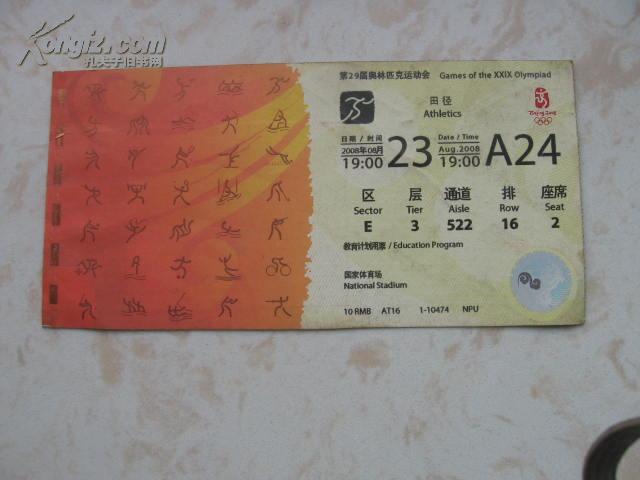 Kongfz.com
孔夫子旧书网
第29届奥林匹克运动会 Games of the XXIX Olympiad
田径
Athletics
Beijing 2008
日期 / 时间 Date / Time
2008年08月 23 Aug.2008 A24
19:00 19:00
区 层 通道 排 座席
Sector Tier Aisle Row Seat
E 3 522 16 2
教育计划用票 / Education Program
国家体育场
National Stadium
10 RMB AT16 1-10474 NPU